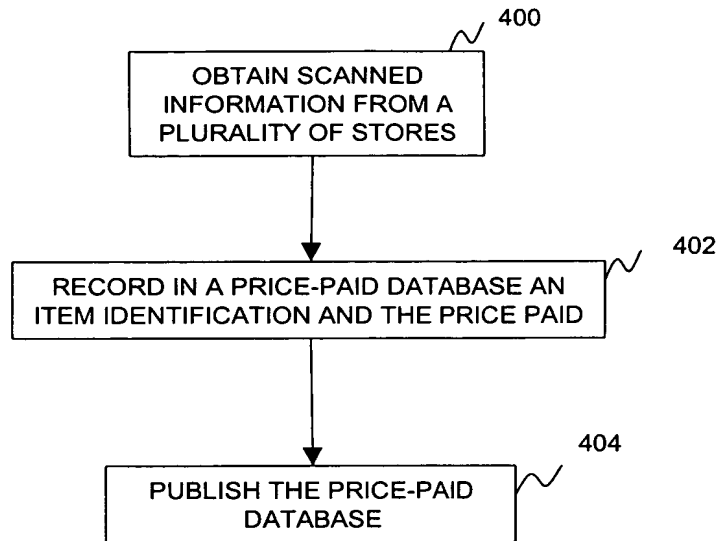 400
OBTAIN SCANNED
INFORMATION FROM A
PLURALITY OF STORES
402
RECORD IN A PRICE-PAID DATABASE AN
ITEM IDENTIFICATION AND THE PRICE PAID
404
PUBLISH THE PRICE-PAID
DATABASE